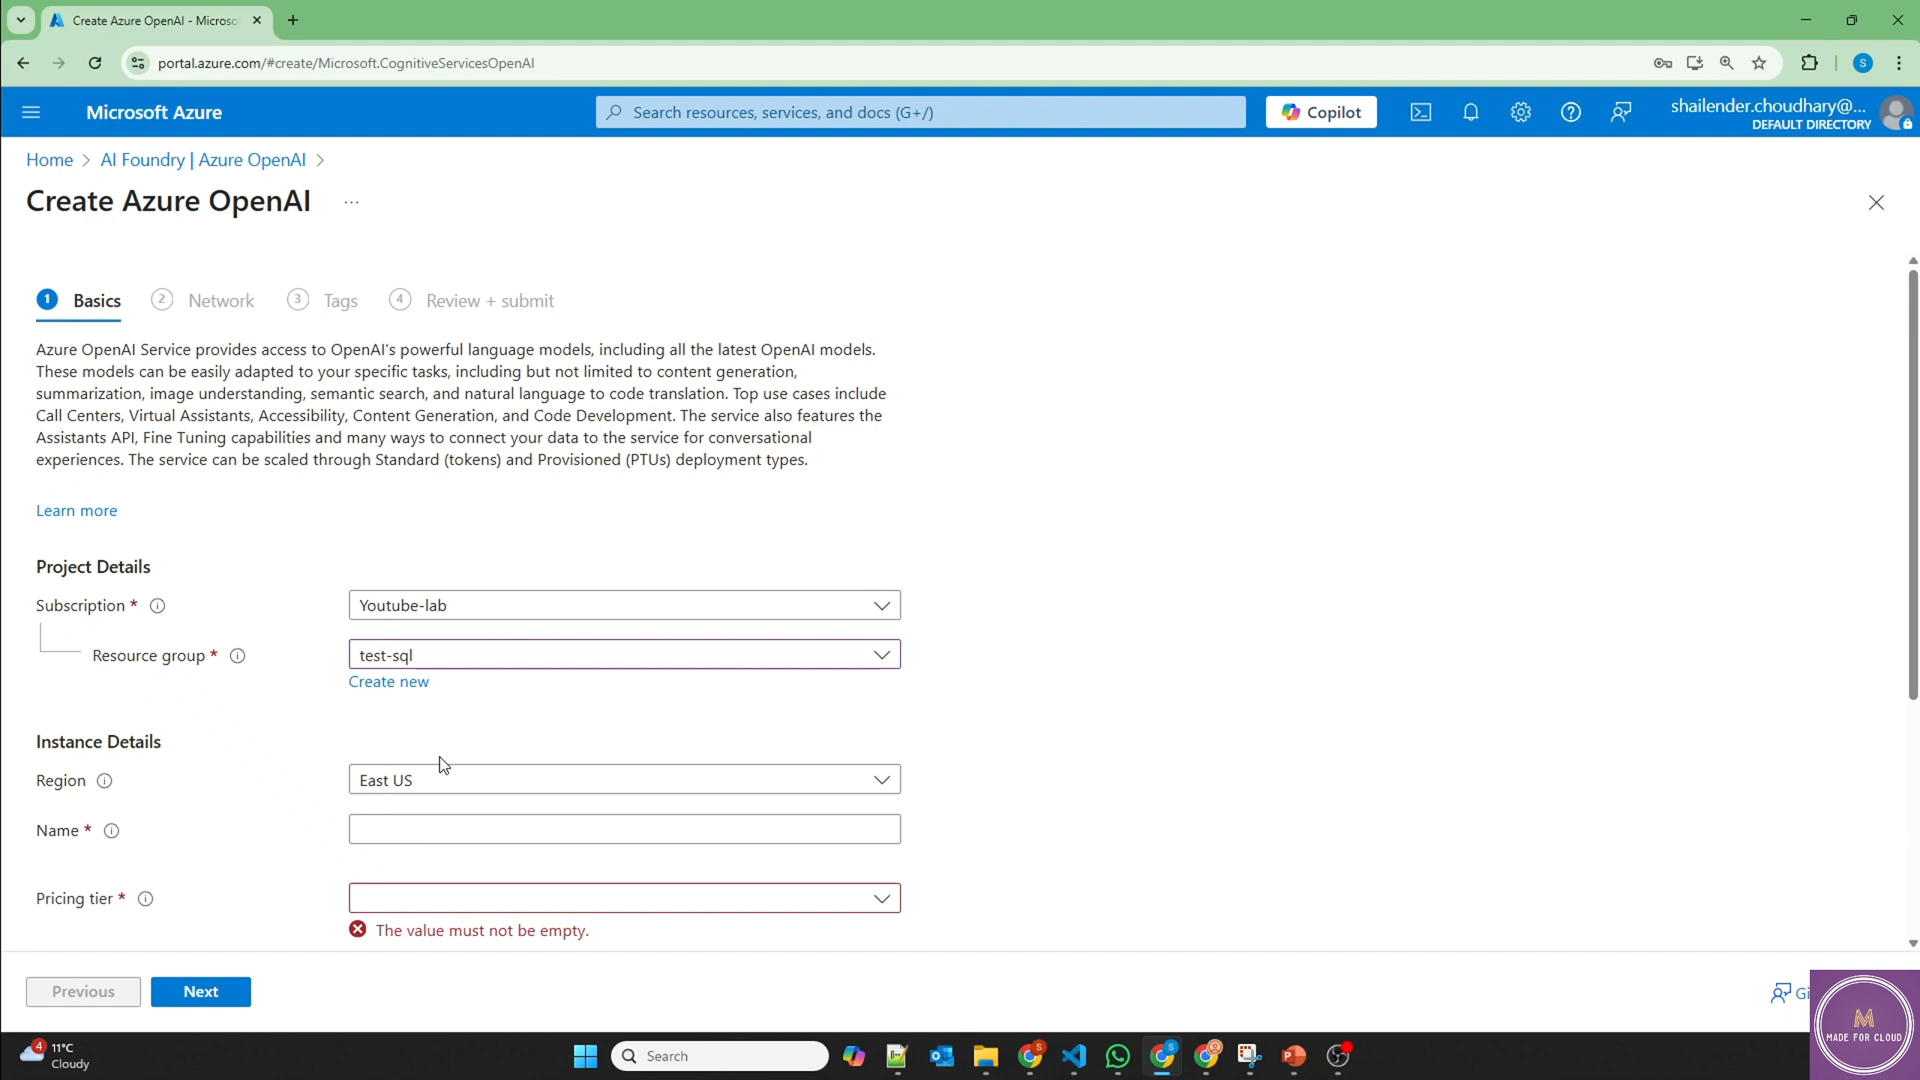 Create Azure OpenAI - Microso
portal.azure.com/#create/Microsoft.CognitiveServicesOpenAI
S
Microsoft Azure
Search resources, services, and docs (G+/)
Copilot
shailender.choudhary@...
DEFAULT DIRECTORY
Home > AI Foundry | Azure OpenAI >
Create Azure OpenAI ...
1 Basics 2 Network 3 Tags 4 Review + submit
Azure OpenAI Service provides access to OpenAI's powerful language models, including all the latest OpenAI models.
These models can be easily adapted to your specific tasks, including but not limited to content generation,
summarization, image understanding, semantic search, and natural language to code translation. Top use cases include
Call Centers, Virtual Assistants, Accessibility, Content Generation, and Code Development. The service also features the
Assistants API, Fine Tuning capabilities and many ways to connect your data to the service for conversational
experiences. The service can be scaled through Standard (tokens) and Provisioned (PTUs) deployment types.
Learn more
Project Details
Subscription * Youtube-lab
Resource group * test-sql
Create new
Instance Details
Region East US
Name *
Pricing tier *
The value must not be empty.
Previous Next
Gi
M
MADE FOR CLOUD
4 11°C
Cloudy
Search